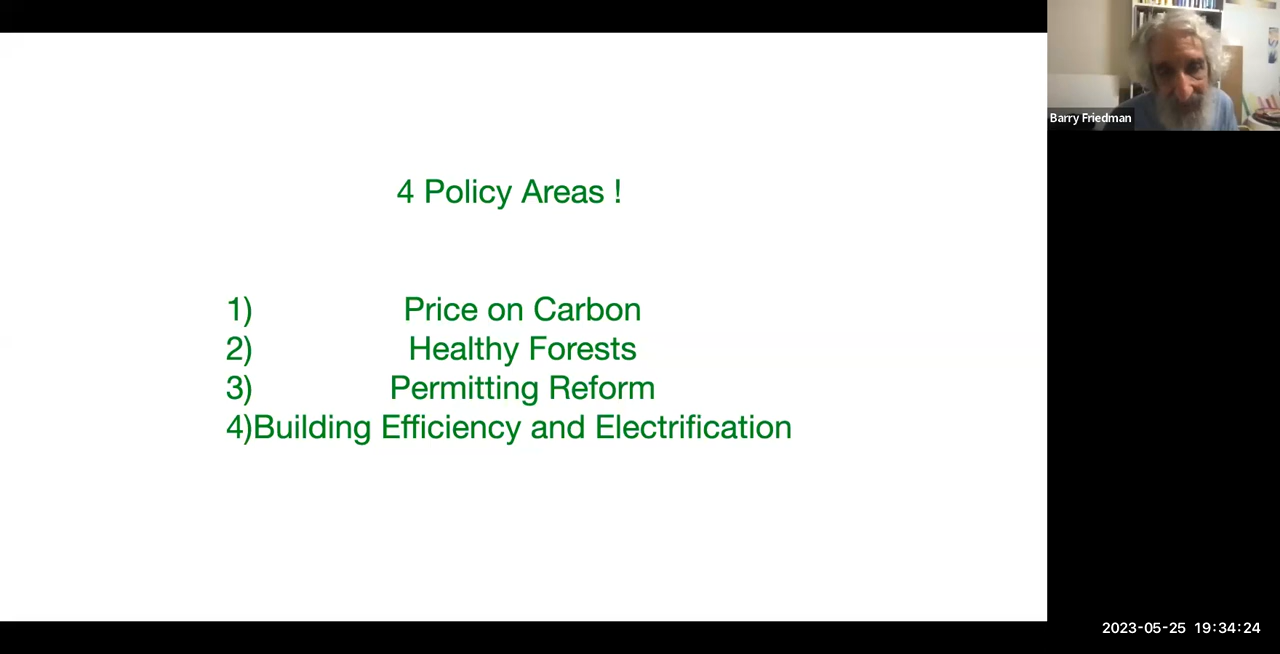 4 Policy Areas !
1) Price on Carbon
2) Healthy Forests
3) Permitting Reform
4)Building Efficiency and Electrification
Barry Friedman
2023-05-25 19:34:24